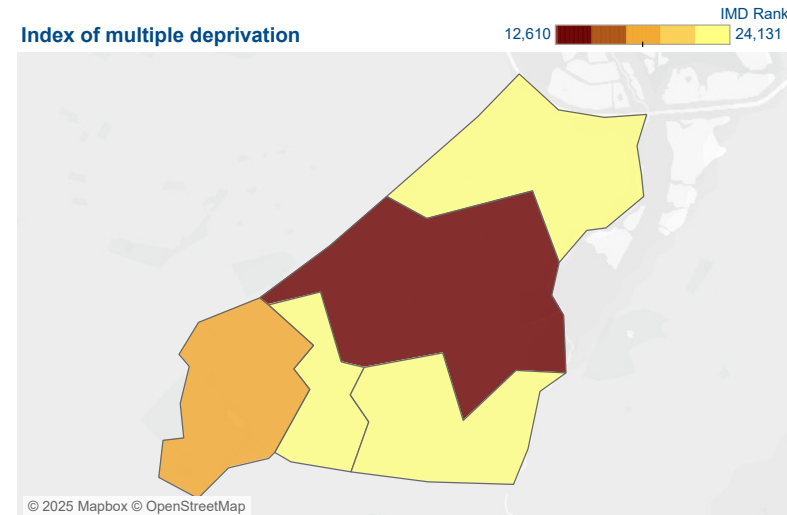 IMD Rank
Index of multiple deprivation
12,610 24,131
© 2025 Mapbox © OpenStreetMap